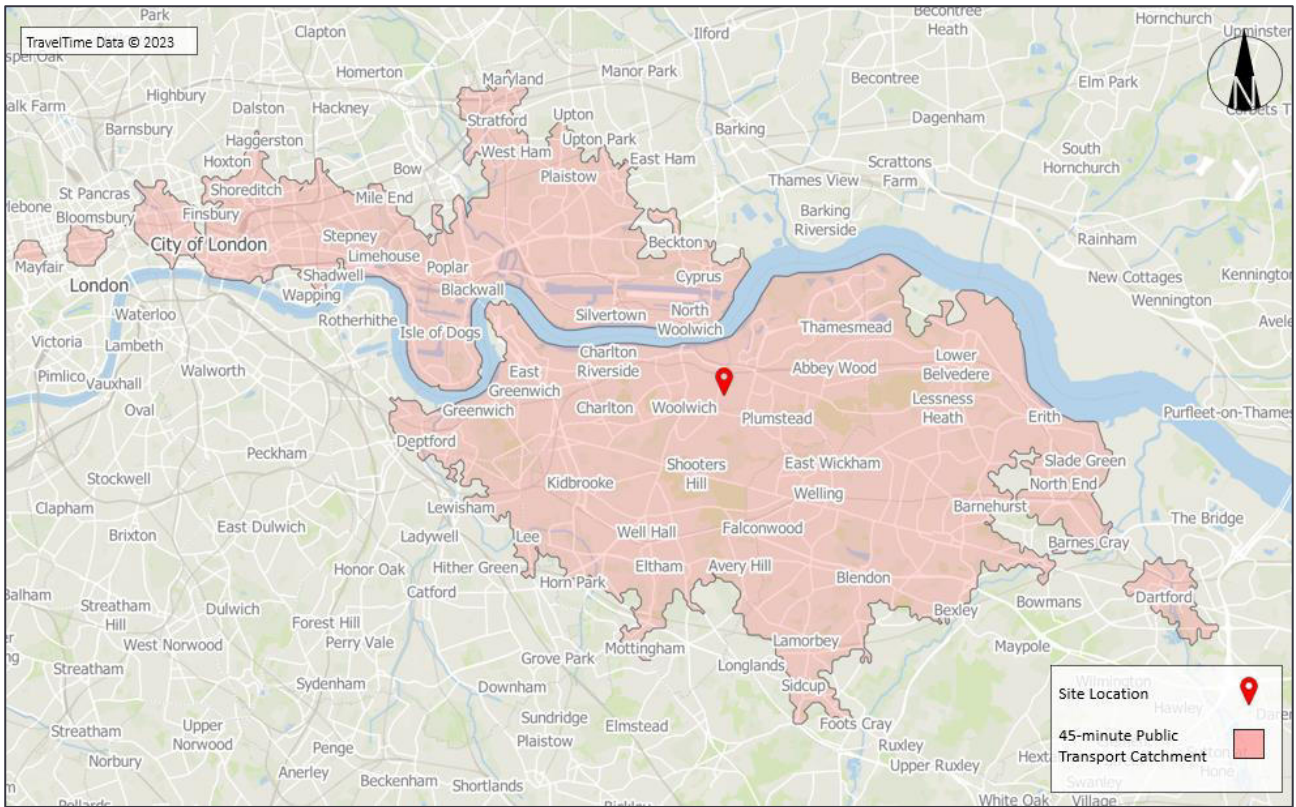 TravelTime Data © 2023
Park
Clapton
Ilford
Becontree
Heath
Hornchurch
Upminster
Homerton
Maryland
Manor Park
Becontree
Elm Park
Highbury
Dalston
Hackney
Stratford
Upton
Dagenham
Barnsbury
Haggerston
Hoxton
Bow
West Ham
Upton Park
East Ham
Barking
South
Hornchurch
St Pancras
Shoreditch
Mile End
Plaistow
Thames View
Scrattons
Farm
Bloomsbury
Finsbury
Barking
Riverside
City of London
Stepney
Limehouse
Beckton
Rainham
Mayfair
Poplar
Cyprus
New Cottages
Kennington
London
Shadwell
Blackwall
Wennington
Wapping
Waterloo
Rotherhithe
Silvertown
North
Woolwich
Isle of Dogs
Thamesmead
Victoria
Lambeth
Charlton
Riverside
Lower
Belvedere
Pimlico
Vauxhall
Walworth
East
Greenwich
Abbey Wood
Oval
Greenwich
Charlton
Woolwich
Plumstead
Lessness
Heath
Erith
Purfleet-on-Thames
Deptford
Peckham
Stockwell
Shooters
Hill
East Wickham
Slade Green
Kidbrooke
North End
Clapham
Lewisham
Welling
Barnehurst
Brixton
East Dulwich
Ladywell
Lee
Well Hall
Falconwood
The Bridge
Barnes Cray
Honor Oak
Hither Green
Eltham
Avery Hill
Catford
Horn Park
Blendon
Balham
Streatham
Hill
Dulwich
Forest Hill
Bexley
Bowmans
Dartford
West Norwood
Perry Vale
Mottingham
Lamorbey
Maypole
Streatham
Grove Park
Longlands
Sydenham
Downham
Sidcup
Wilmington
Hawley
Streatham
Upper
Norwood
Sundridge
Plaistow
Elmstead
Foots Cray
Norbury
Penge
Ruxley
Anerley
Beckenham
Shortlands
Upper Ruxley
Swanley
Village
White Oak
N
Site Location
45-minute Public
Transport Catchment